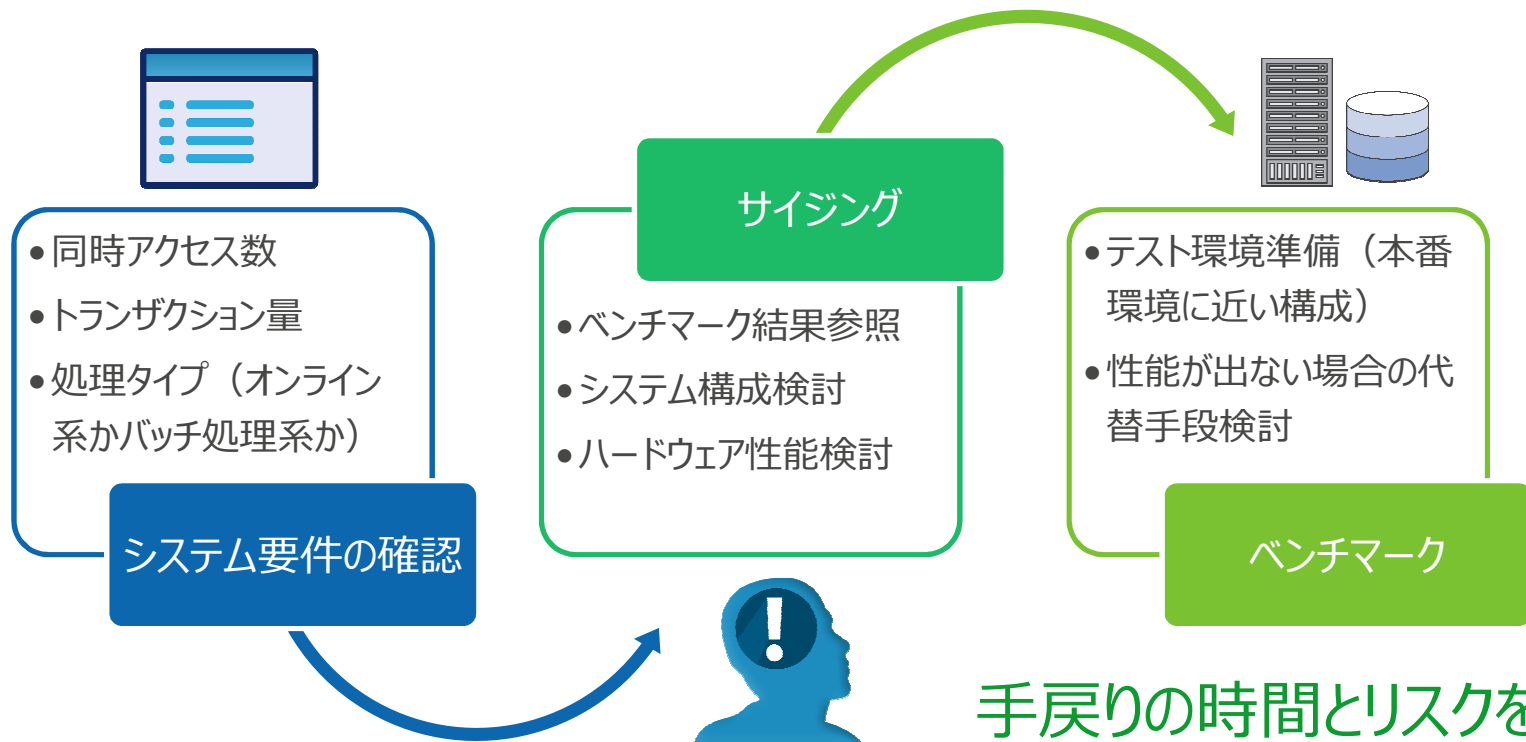 • 同時アクセス数
• トランザクション量
• 処理タイプ（オンライン
系かバッチ処理系か）
システム要件の確認
サイジング
• ベンチマーク結果参照
• システム構成検討
• ハードウェア性能検討
• テスト環境準備（本番
環境に近い構成）
• 性能が出ない場合の代
替手段検討
ベンチマーク
手戻りの時間とリスクを